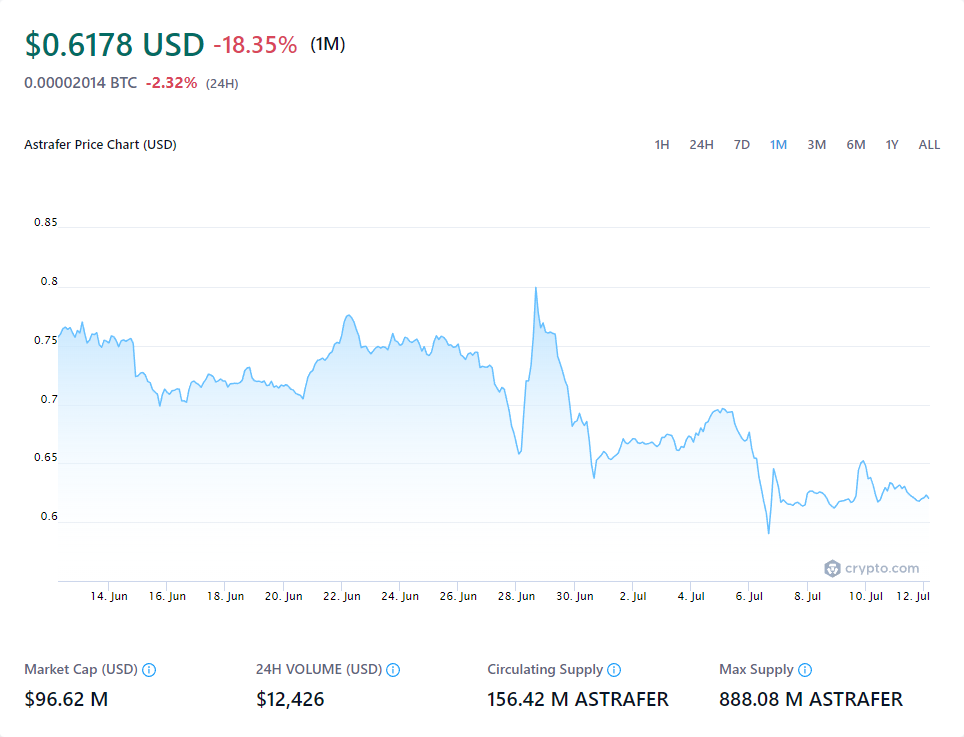 $0.6178 USD -18.35% (1M)
0.00002014 BTC -2.32% (24H)
Astrafer Price Chart (USD) 1H 24H 7D 1M 3M 6M 1Y ALL
0.85
0.8
0.75
0.7
0.65
0.6
crypto.com
14. Jun 16. Jun 18. Jun 20. Jun 22. Jun 24. Jun 26. Jun 28. Jun 30. Jun 2. Jul 4. Jul 6. Jul 8. Jul 10. Jul 12. Jul
Market Cap (USD) 24H VOLUME (USD) Circulating Supply Max Supply
$96.62 M $12,426 156.42 M ASTRAFER 888.08 M ASTRAFER